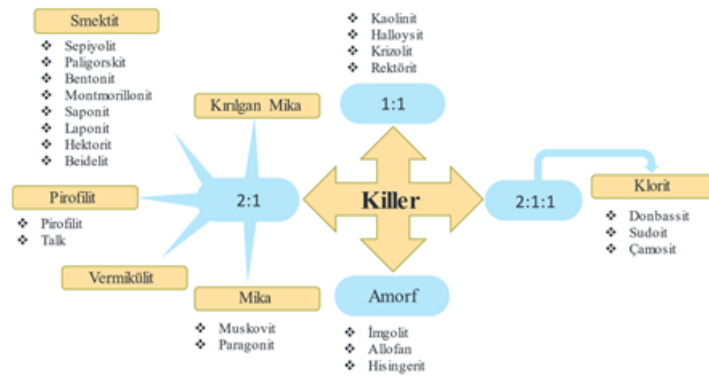 Smektit
❖ Sepiyolit
❖ Paligorskit
❖ Bentonit
❖ Montmorillonit
❖ Saponit
❖ Laponit
❖ Hektorit
❖ Beidelit
Kırılgan Mika
❖ Kaolinit
❖ Halloysit
❖ Krizolit
❖ Rektörit
1:1
Pirofilit
❖ Pirofilit
❖ Talk
2:1
Killer
2:1:1
Klorit
❖ Donbassit
❖ Sudoit
❖ Çamosit
Vermikülit
Mika
❖ Muskovit
❖ Paragonit
Amorf
❖ İmgolit
❖ Allofan
❖ Hisingerit